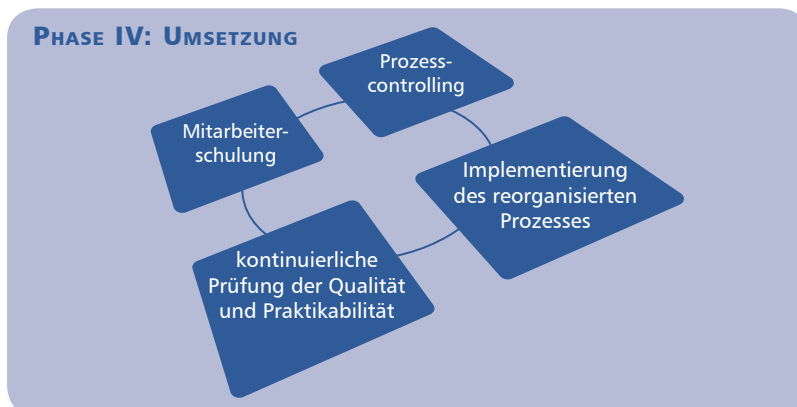 PHASE IV: UMSETZUNG
Prozess-
controlling
Mitarbeiter-
schulung
Implementierung
des reorganisierten
Prozesses
kontinuierliche
Prüfung der Qualität
und Praktikabilität